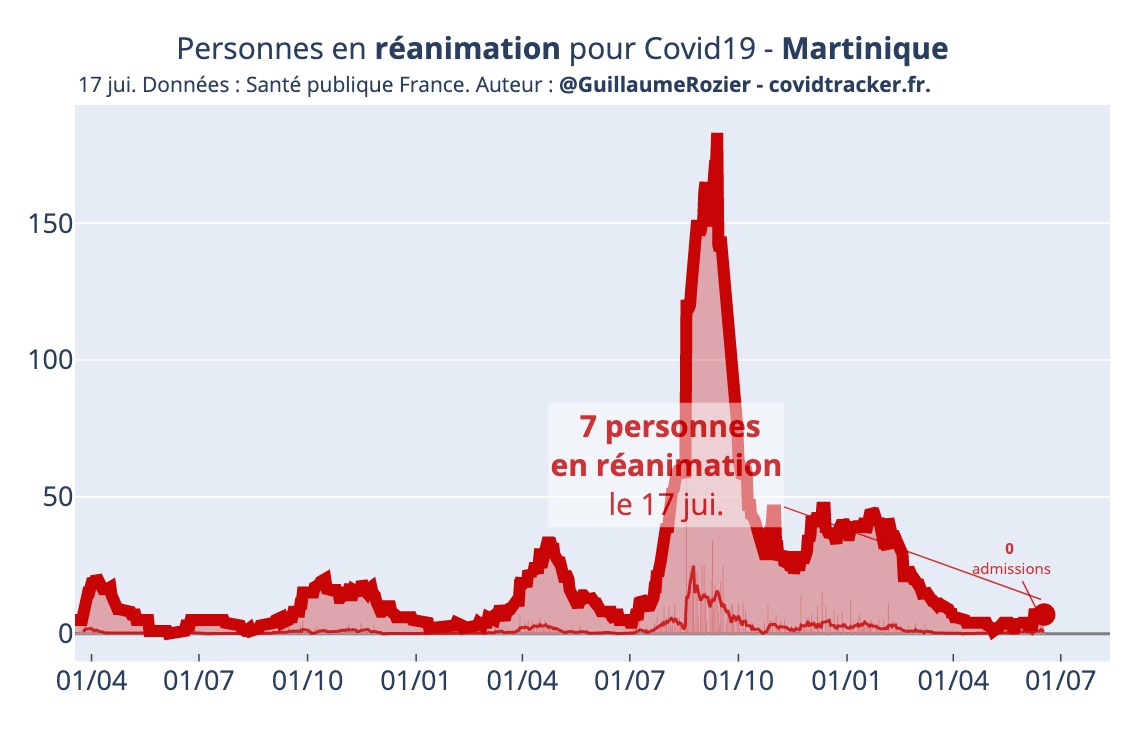 Personnes en réanimation pour Covid19 - Martinique
17 jui. Données : Santé publique France. Auteur : @GuillaumeRozier - covidtracker.fr.
150
100
7 personnes
en réanimation
50
le 17 jui.
0
admissions
0
01/04 01/07 01/10 01/01 01/04 01/07 01/10 01/01 01/04 01/07